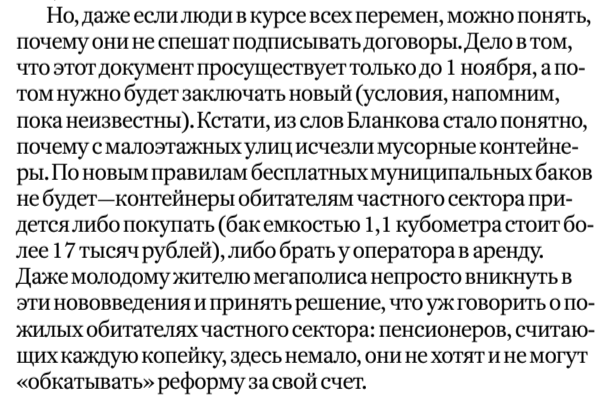 Но, даже если люди в курсе всех перемен, можно понять,
почему они не спешат подписывать договоры. Дело в том,
что этот документ просуществует только до 1 ноября, а по-
том нужно будет заключать новый (условия, напомним,
пока неизвестны). Кстати, из слов Бланкова стало понятно,
почему с малоэтажных улиц исчезли мусорные контейне-
ры. По новым правилам бесплатных муниципальных баков
не будет—контейнеры обитателям частного сектора при-
дется либо покупать (бак емкостью 1,1 кубометра стоит бо-
лее 17 тысяч рублей), либо брать у оператора в аренду.
Даже молодому жителю мегаполиса непросто вникнуть в
эти нововведения и принять решение, что уж говорить о по-
жилых обитателях частного сектора: пенсионеров, считаю-
щих каждую копейку, здесь немало, они не хотят и не могут
«обкатывать» реформу за свой счет.